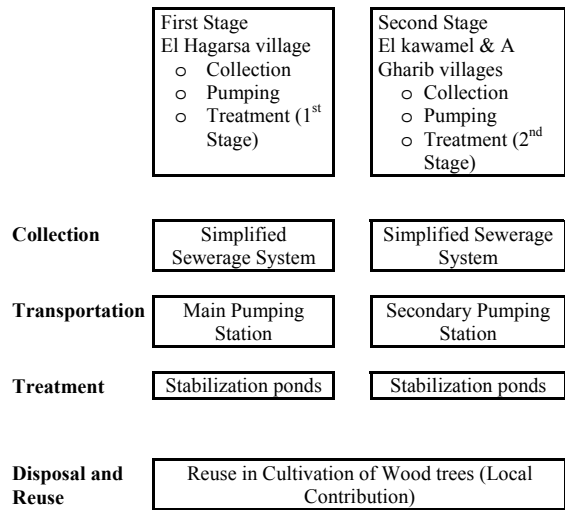 First Stage
El Hagarsa village
o Collection
o Pumping
o Treatment (1st
Stage)
Second Stage
El kawamel & A
Gharib villages
o Collection
o Pumping
o Treatment (2nd
Stage)
Collection
Simplified
Sewerage System
Simplified Sewerage
System
Transportation
Main Pumping
Station
Secondary Pumping
Station
Treatment
Stabilization ponds
Stabilization ponds
Disposal and
Reuse
Reuse in Cultivation of Wood trees (Local
Contribution)